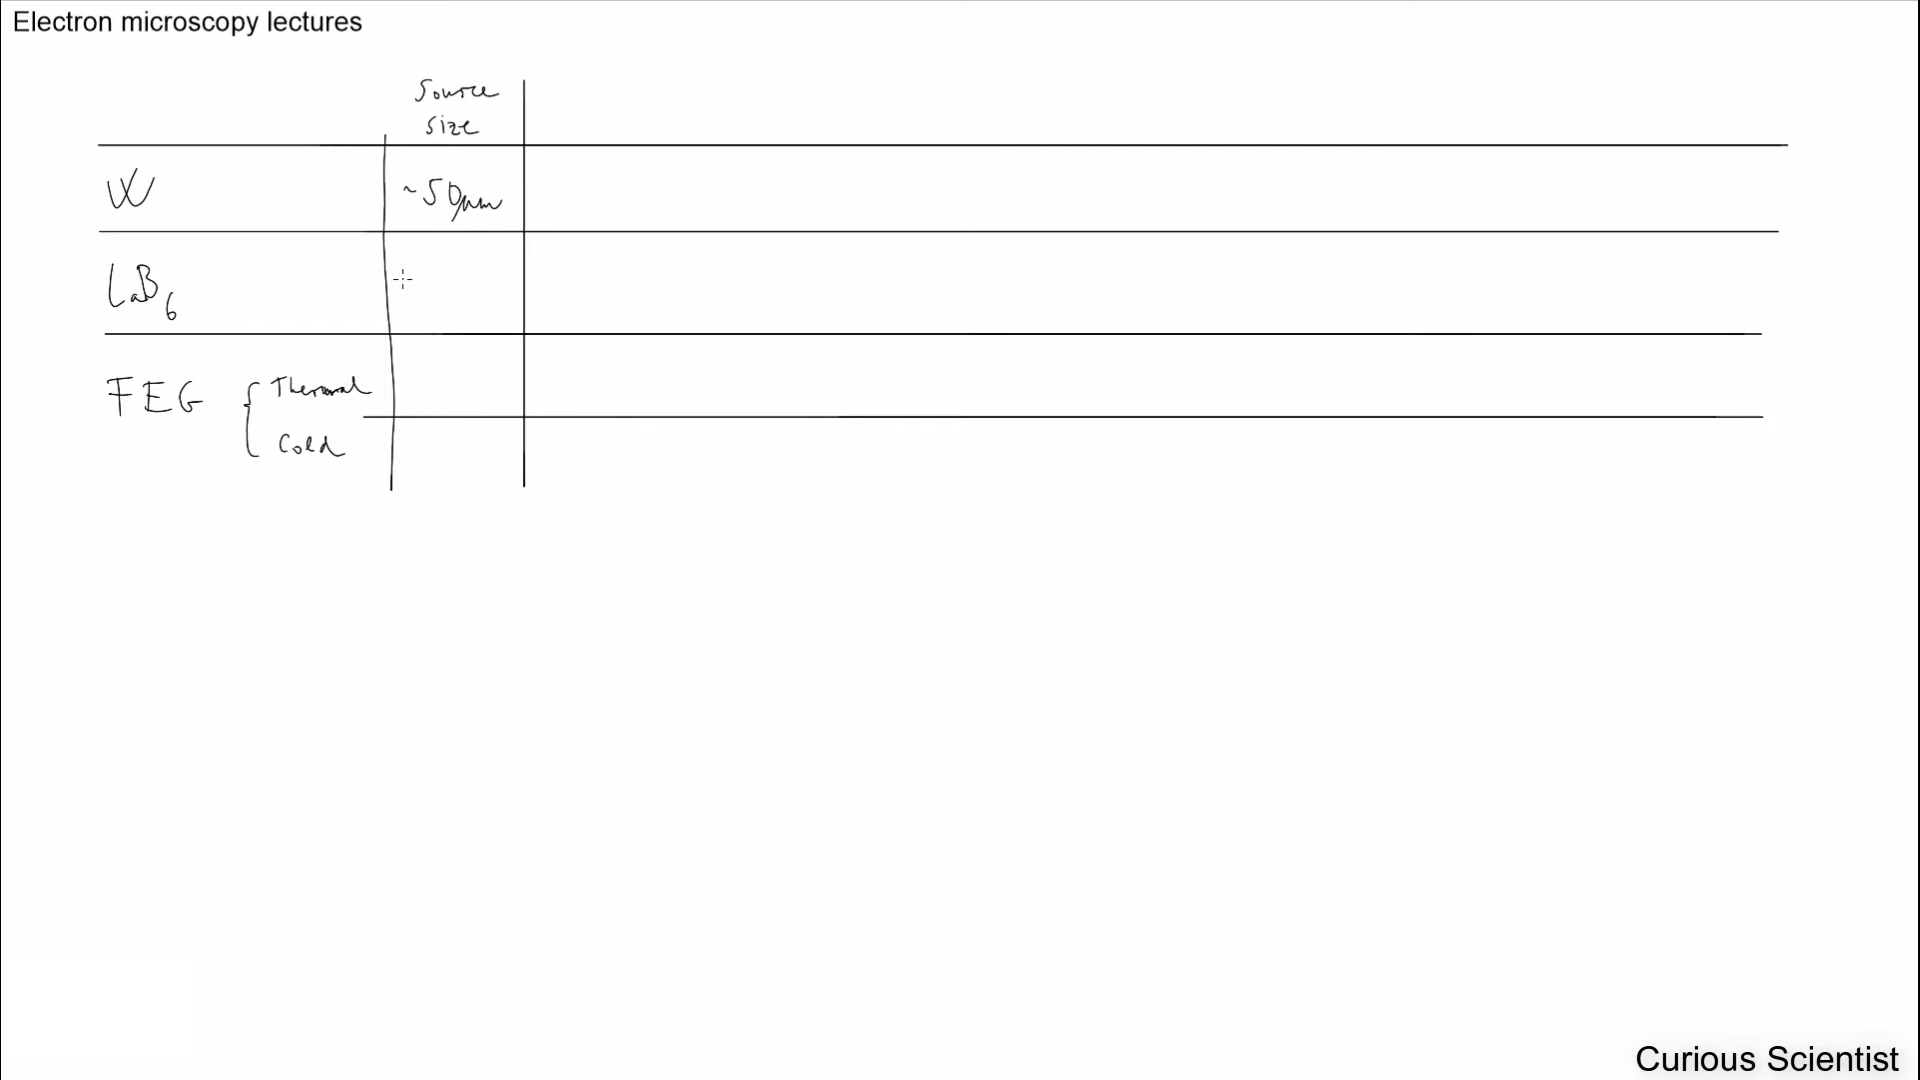 Electron microscopy lectures
Source
size
W
~50μm
LaB6
FEG { Thermal
Cold
Curious Scientist